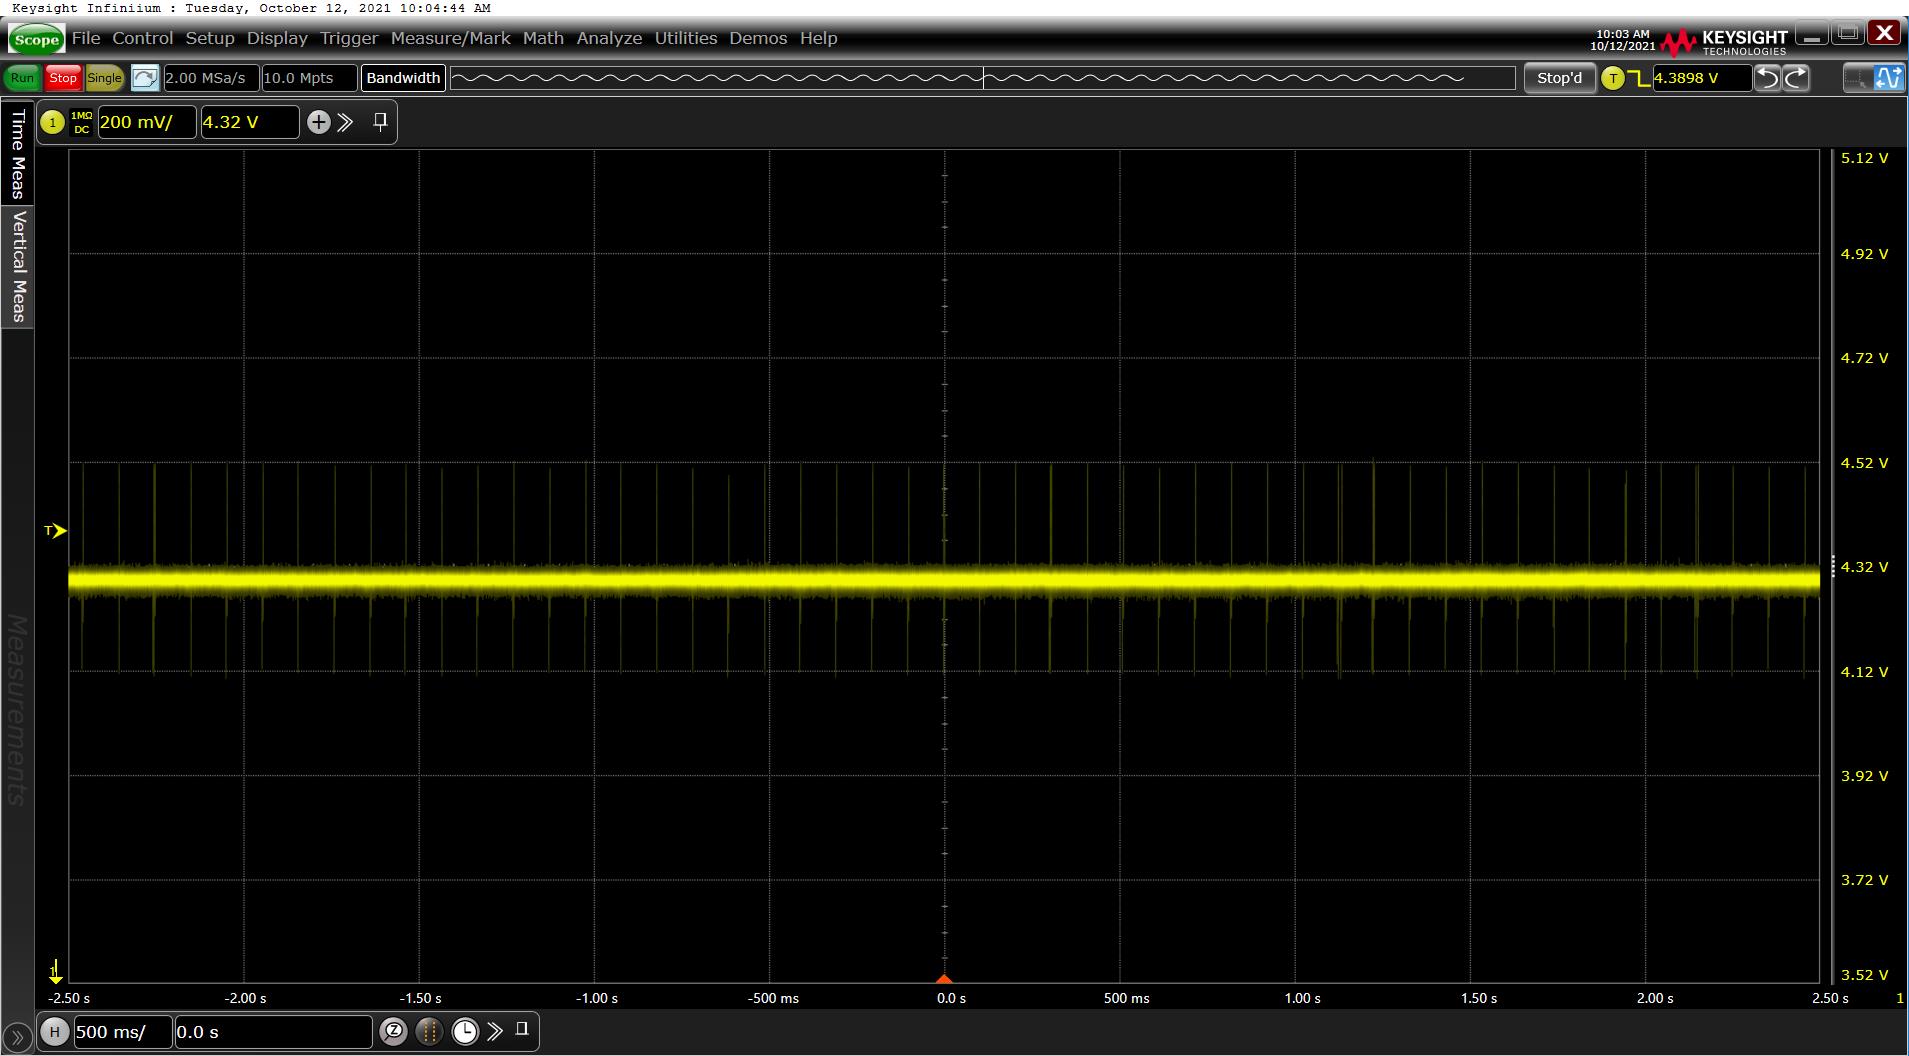 Keysight Infiniium : Tuesday, October 12, 2021 10:04:44 AM
Scope File Control Setup Display Trigger Measure/Mark Math Analyze Utilities Demos Help
10:03 AM
10/12/2021
KEYSIGHT
TECHNOLOGIES
Run Stop Single 2.00 MSa/s 10.0 Mpts Bandwidth Stop'd T 4.3898 V
1 1MΩ DC 200 mV/ 4.32 V
Time Meas
Vertical Meas
Measurements
5.12 V
4.92 V
4.72 V
4.52 V
T
4.32 V
4.12 V
3.92 V
3.72 V
3.52 V
1
-2.50 s -2.00 s -1.50 s -1.00 s -500 ms 0.0 s 500 ms 1.00 s 1.50 s 2.00 s 2.50 s 1
H 500 ms/ 0.0 s Z